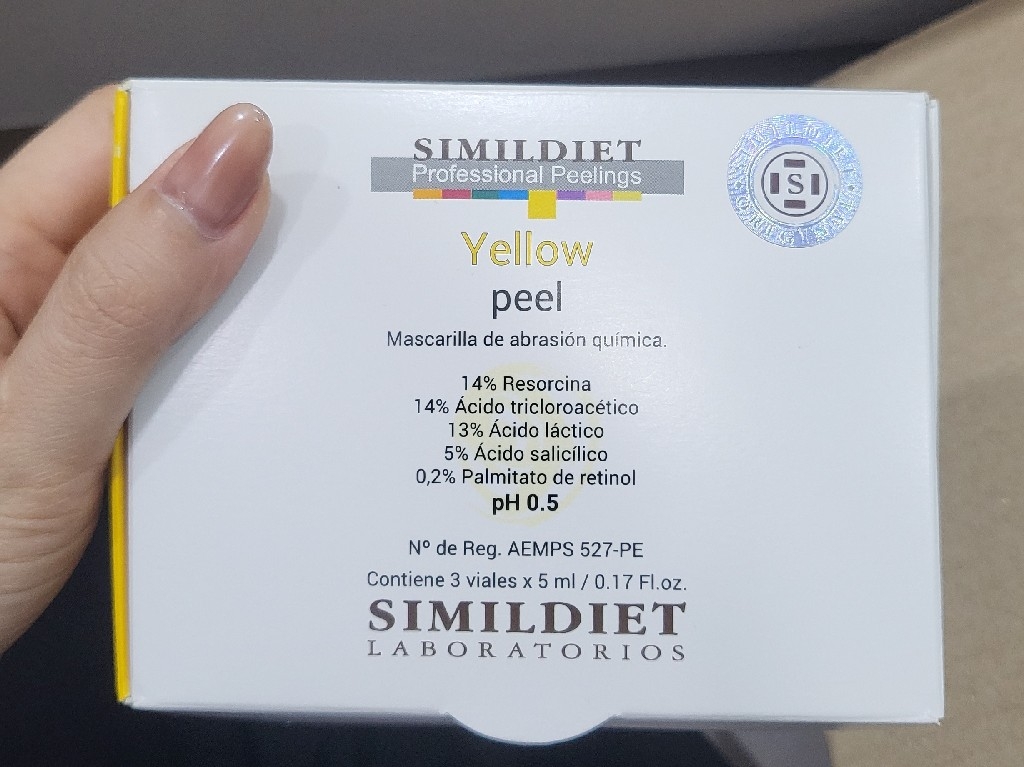 SIMILDIET
Professional Peelings
Yellow
peel
Mascarilla de abrasión química.
14% Resorcina
14% Ácido tricloroacético
13% Ácido láctico
5% Ácido salicílico
0,2% Palmitato de retinol
pH 0.5
Nº de Reg. AEMPS 527-PE
Contiene 3 viales x 5 ml / 0.17 Fl.oz.
SIMILDIET
LABORATORIOS
SIMILDIET
S